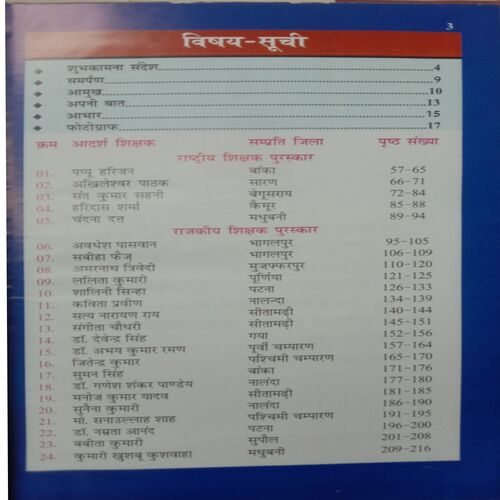 3
विषय-सूची
◆ शुभकामना संदेश................4
◆ समर्पण................9
◆ आमुख................10
◆ अपनी बात................13
◆ आभार................15
◆ फोटोग्राफ................17
क्रम आदर्श शिक्षक सम्प्रति जिला पृष्ठ संख्या
राष्ट्रीय शिक्षक पुरस्कार
01. पप्पू हरिजन बांका 57-65
02. अखिलेश्वर पाठक सारण 66-71
03. संत कुमार सहनी बेगूसराय 72-84
04. हरिदास शर्मा कैमूर 85-88
05. चंदना दत्त मधुबनी 89-94
राजकीय शिक्षक पुरस्कार
06. अवधेश पासवान भागलपुर 95-105
07. सबीहा फैज़ भागलपुर 106-109
08. अमरनाथ त्रिवेदी मुजफ्फरपुर 110-120
09. ललिता कुमारी पूर्णिया 121-125
10. शालिनी सिन्हा पटना 126-133
11. कविता प्रवीण नालन्दा 134-139
12. सत्य नारायण राय सीतामढ़ी 140-144
13. संगीता चौधरी सीतामढ़ी 145-151
14. डॉ. देवेन्द्र सिंह गया 152-156
15. डॉ. अभय कुमार रमण पूर्वी चम्पारण 157-164
16. जितेन्द्र कुमार पश्चिमी चम्पारण 165-170
17. सुमन सिंह बांका 171-176
18. डॉ. गणेश शंकर पाण्डेय नालंदा 177-180
19. मनोज कुमार यादव सीतामढ़ी 181-185
20. सुनैना कुमारी नालंदा 186-190
21. मो. सनाउल्लाह शाह पश्चिमी चम्पारण 191-195
22. डॉ. नम्रता आनंद पटना 196-200
23. बबीता कुमारी सुपौल 201-208
24. कुमारी खुशबू कुशवाहा मधुबनी 209-216